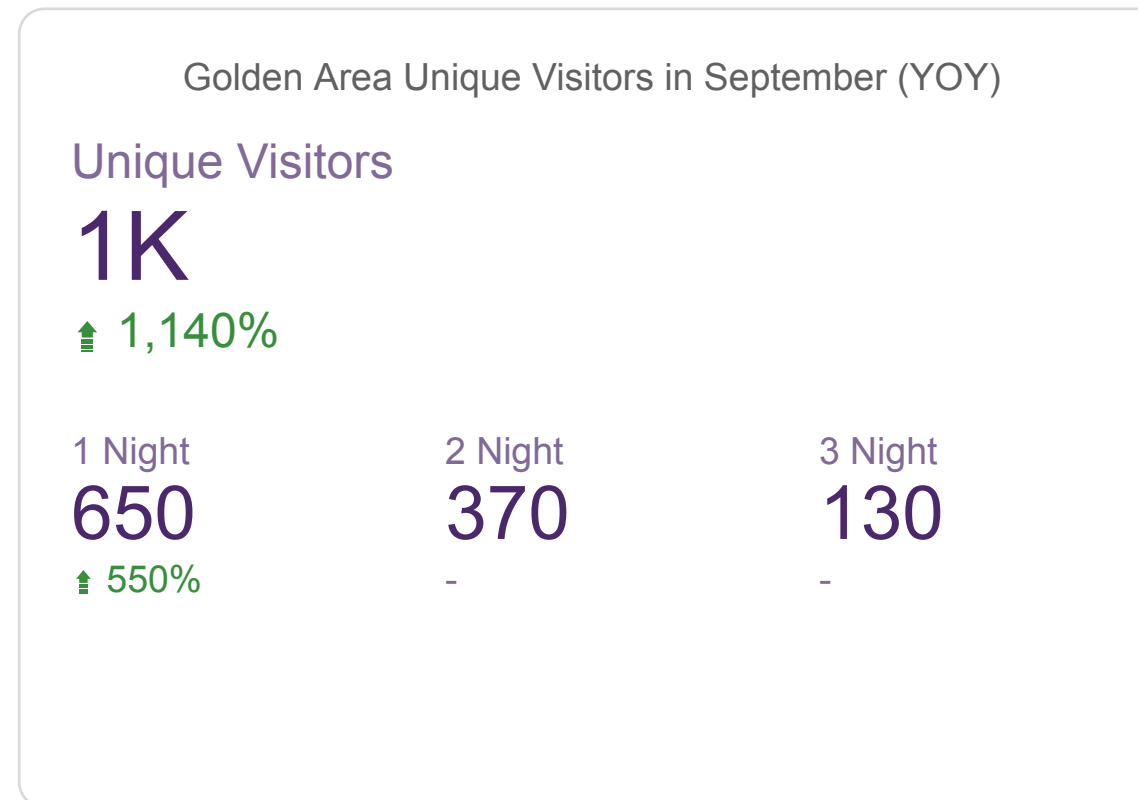 Golden Area Unique Visitors in September (YOY)
Unique Visitors
1K
1,140%
1 Night 2 Night 3 Night
650 370 130
550% - -